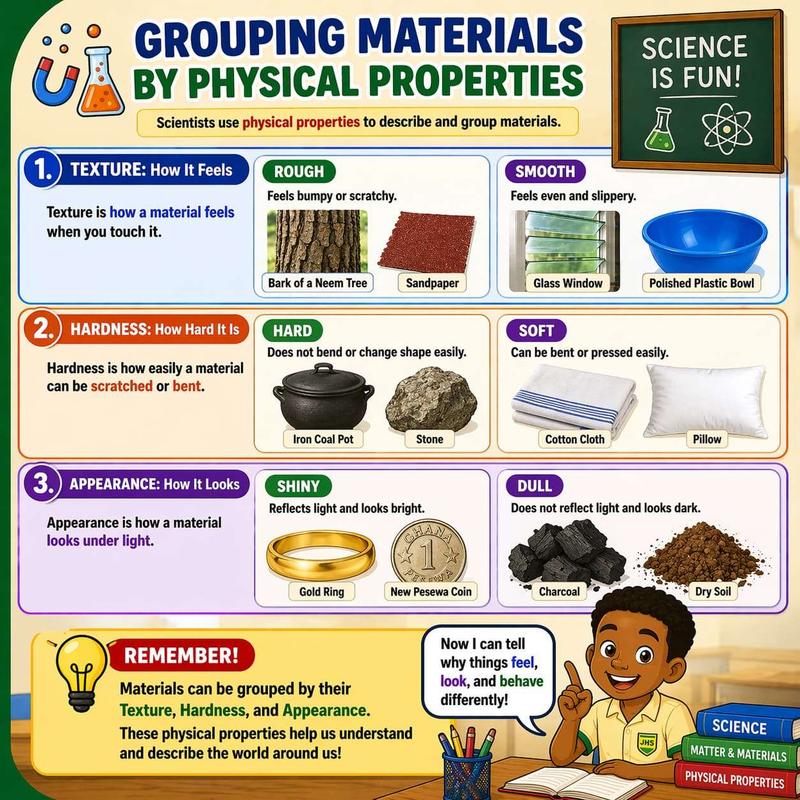 GROUPING MATERIALS
BY PHYSICAL PROPERTIES
Scientists use physical properties to describe and group materials.
SCIENCE
IS FUN!
1. TEXTURE: How It Feels
Texture is how a material feels
when you touch it.
ROUGH
Feels bumpy or scratchy.
Bark of a Neem Tree
Sandpaper
SMOOTH
Feels even and slippery.
Glass Window
Polished Plastic Bowl
2. HARDNESS: How Hard It Is
Hardness is how easily a material
can be scratched or bent.
HARD
Does not bend or change shape easily.
Iron Coal Pot
Stone
SOFT
Can be bent or pressed easily.
Cotton Cloth
Pillow
3. APPEARANCE: How It Looks
Appearance is how a material
looks under light.
SHINY
Reflects light and looks bright.
Gold Ring
GHANA
1
PESEWA
New Pesewa Coin
DULL
Does not reflect light and looks dark.
Charcoal
Dry Soil
REMEMBER!
Materials can be grouped by their
Texture, Hardness, and Appearance.
These physical properties help us understand
and describe the world around us!
Now I can tell
why things feel,
look, and behave
differently!
JHS
SCIENCE
MATTER & MATERIALS
PHYSICAL PROPERTIES